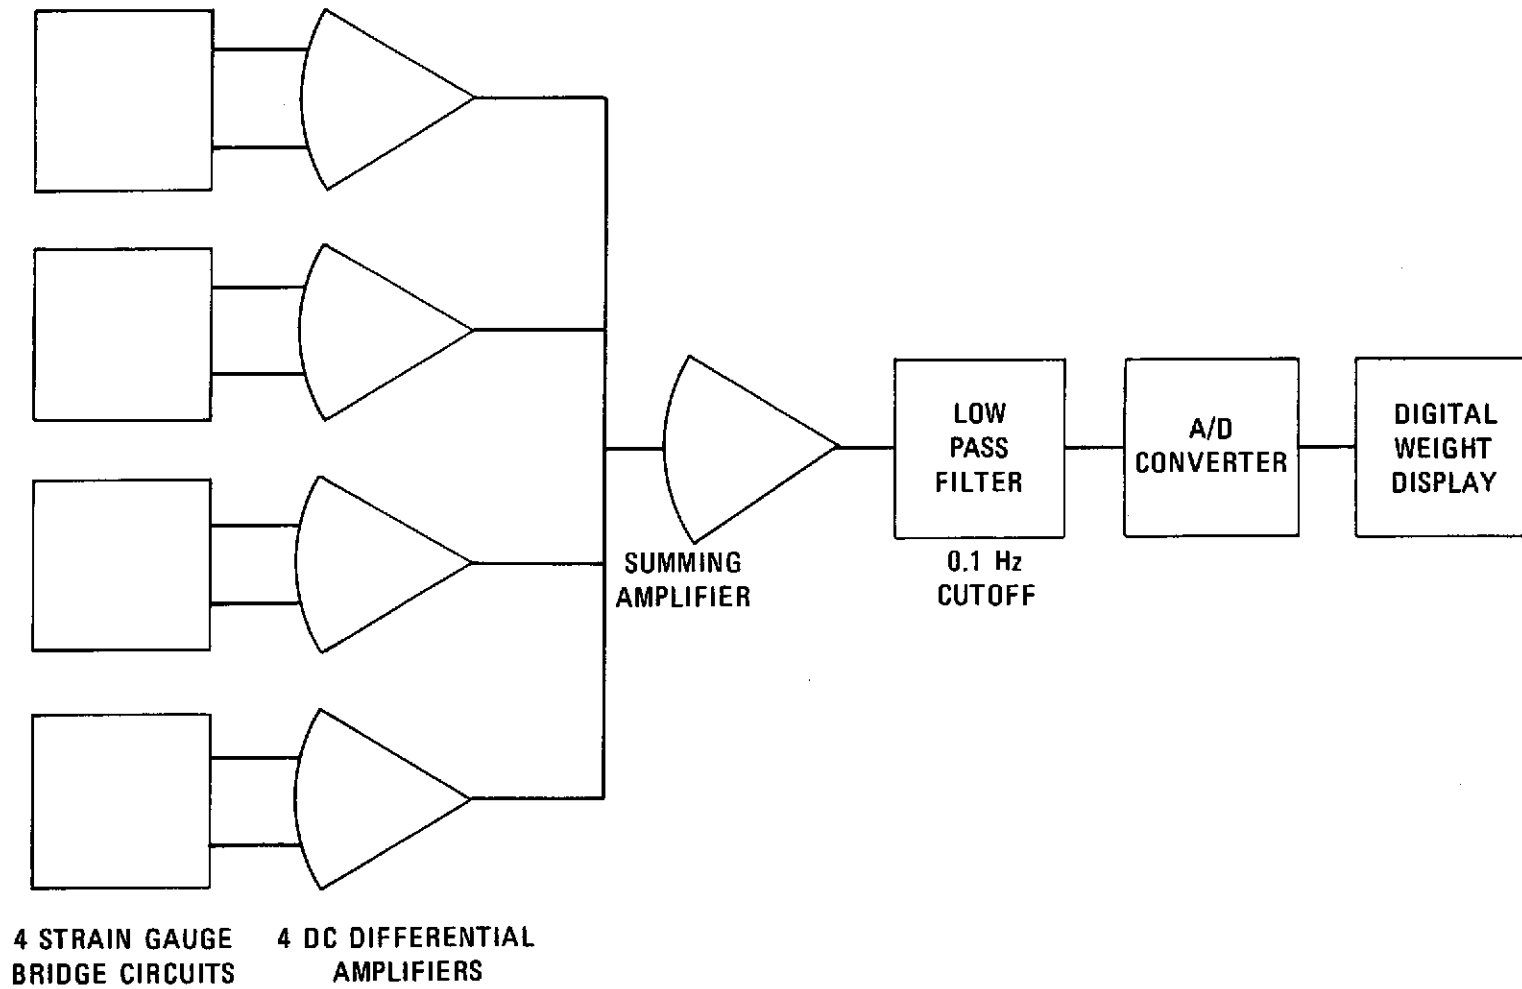 LOW
PASS
FILTER
A/D
CONVERTER
DIGITAL
WEIGHT
DISPLAY
SUMMING
AMPLIFIER
0.1 Hz
CUTOFF
4 STRAIN GAUGE
BRIDGE CIRCUITS
4 DC DIFFERENTIAL
AMPLIFIERS